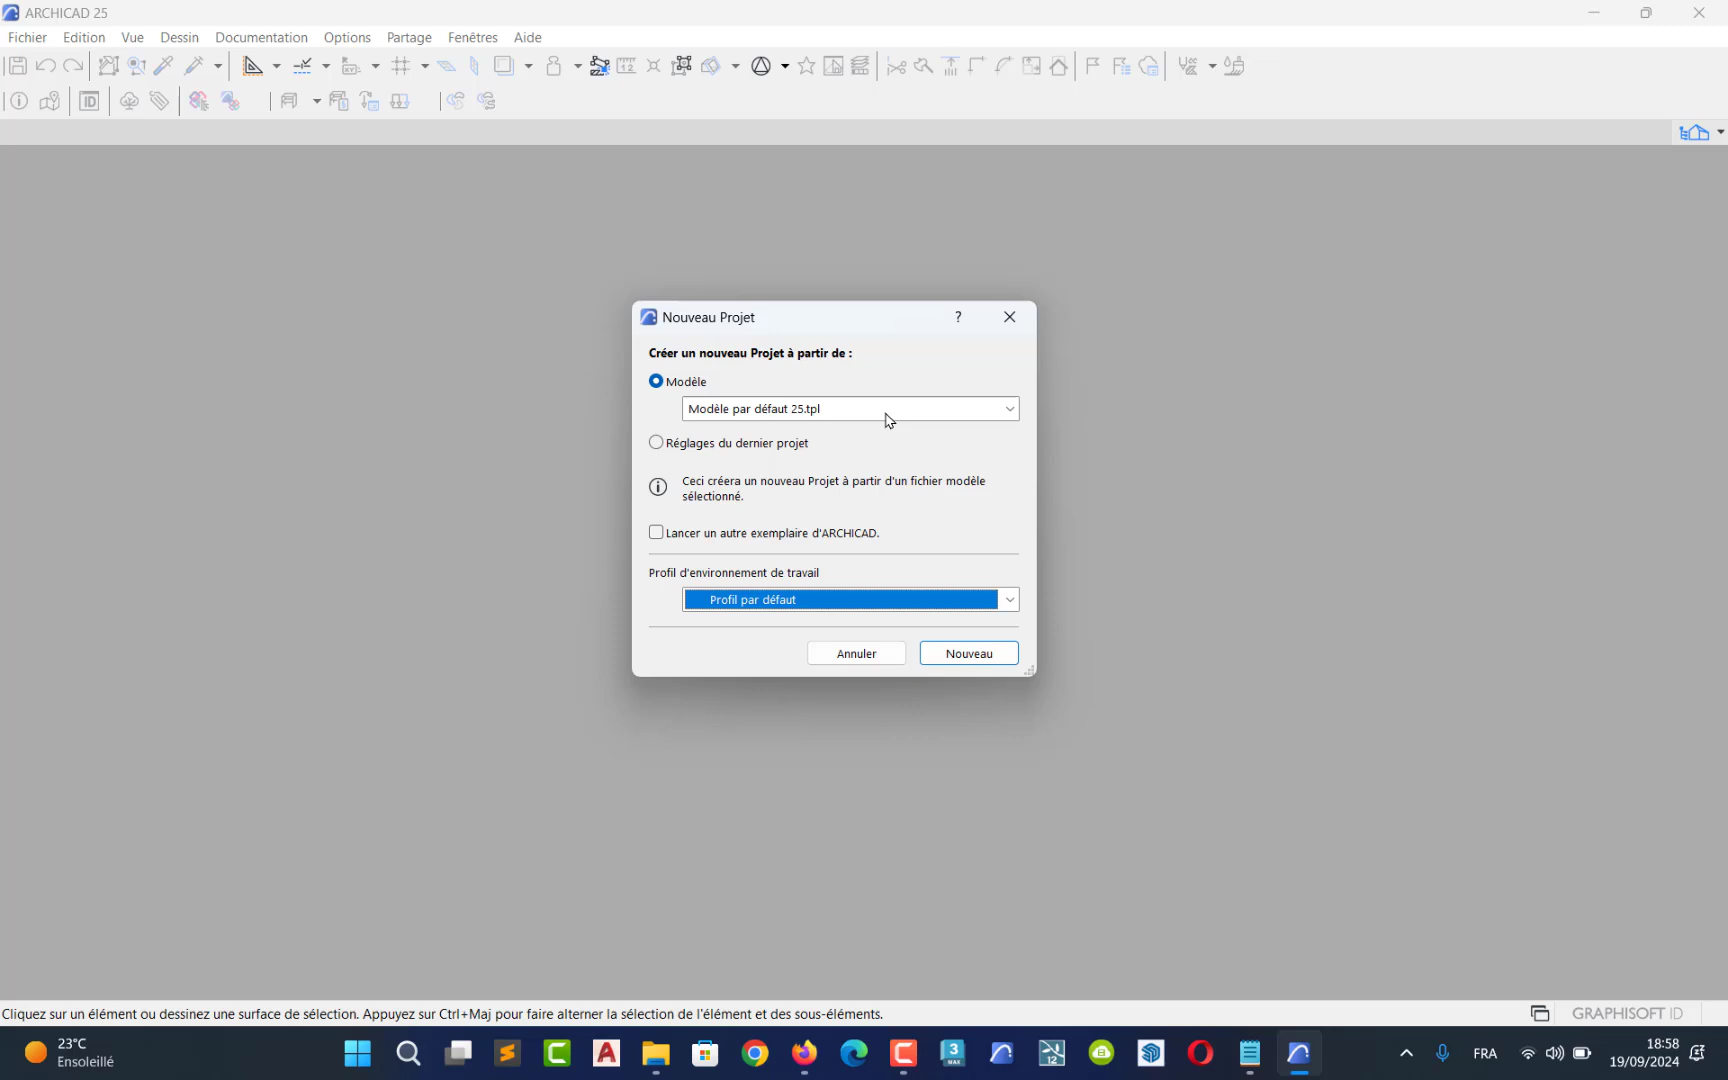 ARCHICAD 25
Fichier Edition Vue Dessin Documentation Options Partage Fenêtres Aide
Nouveau Projet
Créer un nouveau Projet à partir de :
Modèle
Modèle par défaut 25.tpl
Réglages du dernier projet
Ceci créera un nouveau Projet à partir d'un fichier modèle
sélectionné.
Lancer un autre exemplaire d'ARCHICAD.
Profil d'environnement de travail
Profil par défaut
Annuler Nouveau
Cliquez sur un élément ou dessinez une surface de sélection. Appuyez sur Ctrl+Maj pour faire alterner la sélection de l'élément et des sous-éléments.
GRAPHISOFT ID
23°C
Ensoleillé
FRA
18:58
19/09/2024